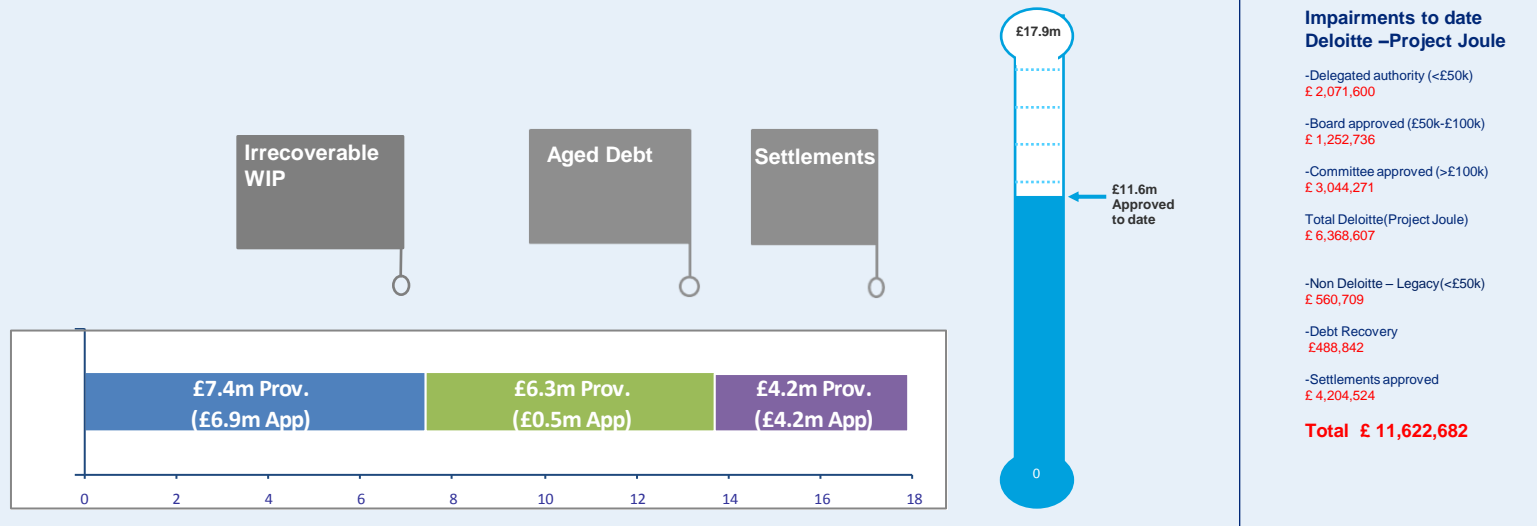 Irrecoverable
WIP
Aged Debt
Settlements
£7.4m Prov.
(£6.9m App)
£6.3m Prov.
(£0.5m App)
£4.2m Prov.
(£4.2m App)
0 2 4 6 8 10 12 14 16 18
£17.9m
£11.6m
Approved
to date
0
Impairments to date
Deloitte –Project Joule
-Delegated authority (<£50k)
£ 2,071,600
-Board approved (£50k-£100k)
£ 1,252,736
-Committee approved (>£100k)
£ 3,044,271
Total Deloitte(Project Joule)
£ 6,368,607
-Non Deloitte – Legacy(<£50k)
£ 560,709
-Debt Recovery
£488,842
-Settlements approved
£ 4,204,524
Total £ 11,622,682